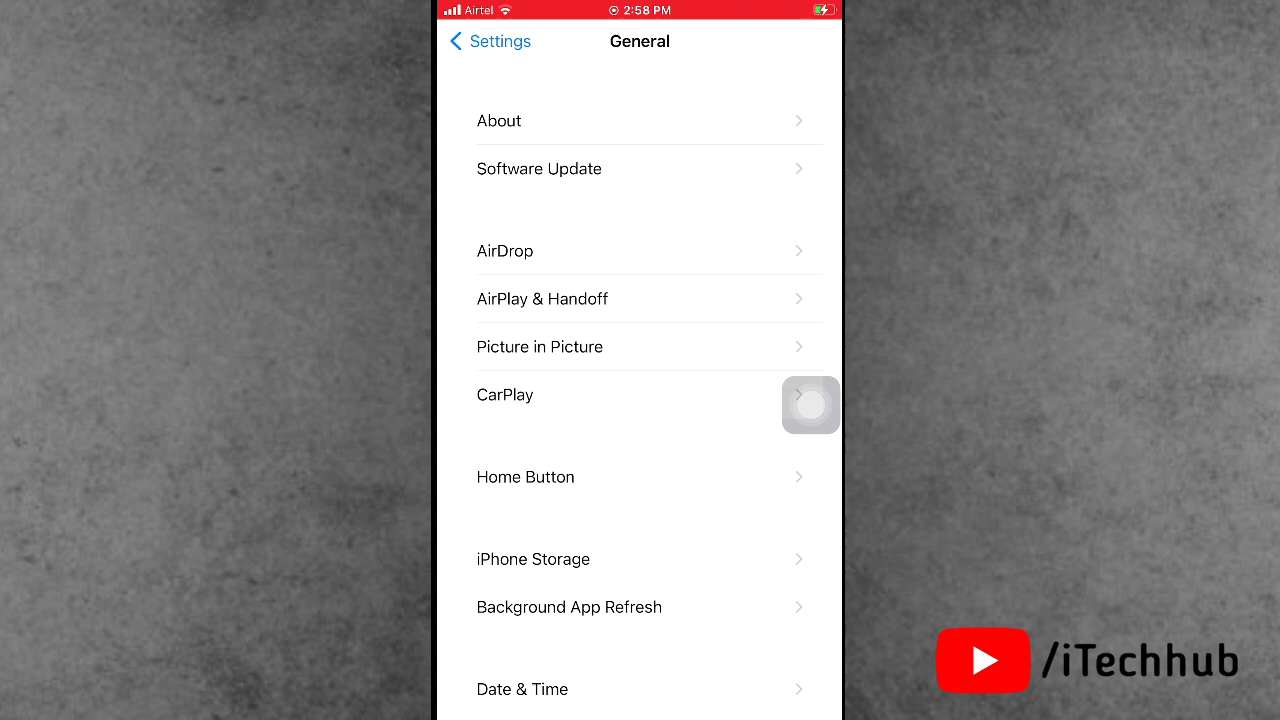 Airtel 2:58 PM
Settings General
About
Software Update
AirDrop
AirPlay & Handoff
Picture in Picture
CarPlay
Home Button
iPhone Storage
Background App Refresh
Date & Time
/iTechhub